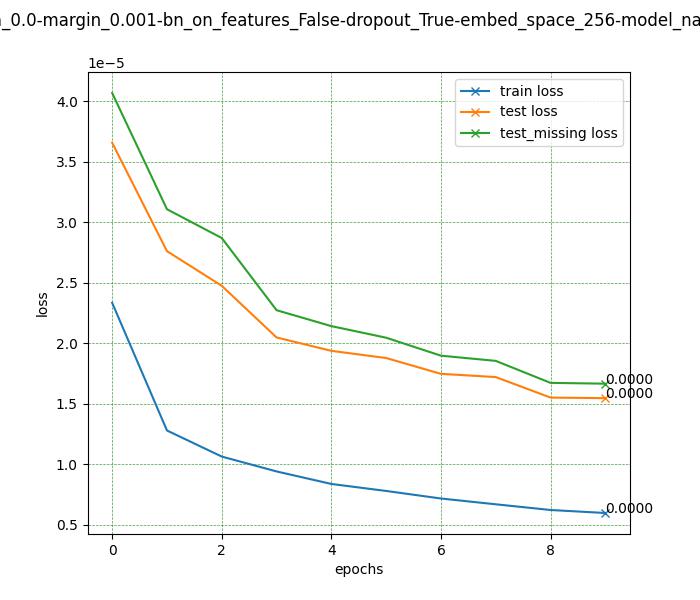 _0.0-margin_0.001-bn_on_features_False-dropout_True-embed_space_256-model_na
1e−5
train loss
test loss
test_missing loss
4.0
3.5
3.0
2.5
2.0
1.5
1.0
0.5
loss
0.0000
0.0000
0.0000
0 2 4 6 8
epochs